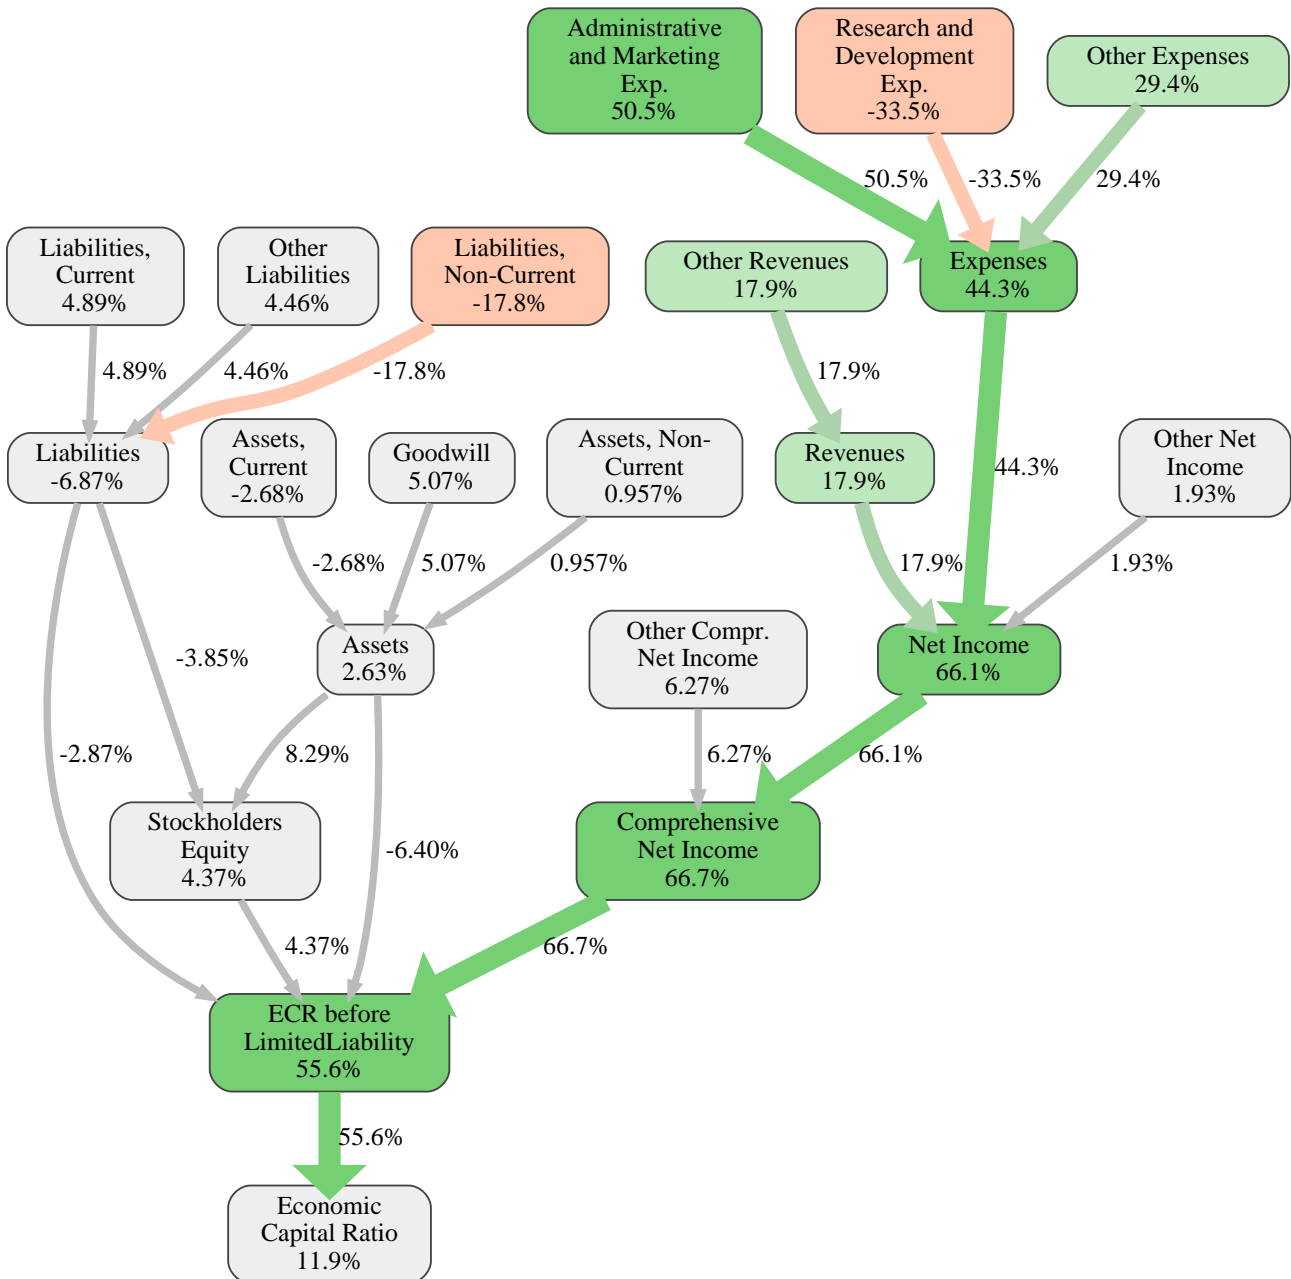 Administrative
and Marketing
Exp.
50.5%
Research and
Development
Exp.
-33.5%
Other Expenses
29.4%
50.5%
-33.5%
29.4%
Liabilities,
Current
4.89%
Other
Liabilities
4.46%
Liabilities,
Non-Current
-17.8%
Other Revenues
17.9%
Expenses
44.3%
4.89%
4.46%
-17.8%
17.9%
44.3%
Liabilities
-6.87%
Assets,
Current
-2.68%
Goodwill
5.07%
Assets, Non-
Current
0.957%
Revenues
17.9%
Other Net
Income
1.93%
-2.68%
5.07%
0.957%
17.9%
1.93%
-3.85%
Assets
2.63%
Other Compr.
Net Income
6.27%
Net Income
66.1%
-2.87%
8.29%
6.27%
66.1%
Stockholders
Equity
4.37%
-6.40%
Comprehensive
Net Income
66.7%
4.37%
66.7%
ECR before
LimitedLiability
55.6%
55.6%
Economic
Capital Ratio
11.9%